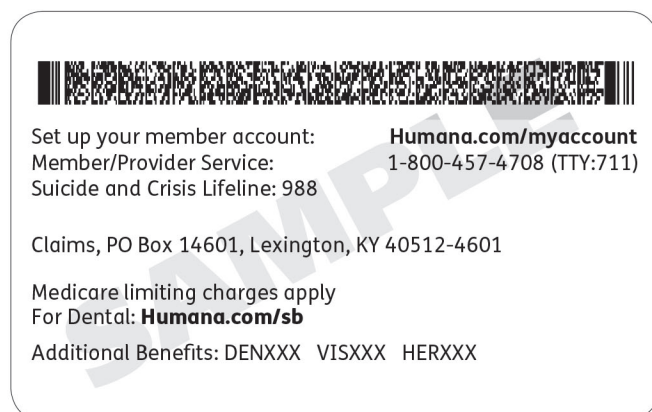 Set up your member account: Humana.com/myaccount
Member/Provider Service: 1-800-457-4708 (TTY:711)
Suicide and Crisis Lifeline: 988
Claims, PO Box 14601, Lexington, KY 40512-4601
Medicare limiting charges apply
For Dental: Humana.com/sb
Additional Benefits: DENXXX VISXXX HERXXX
SAMPLE